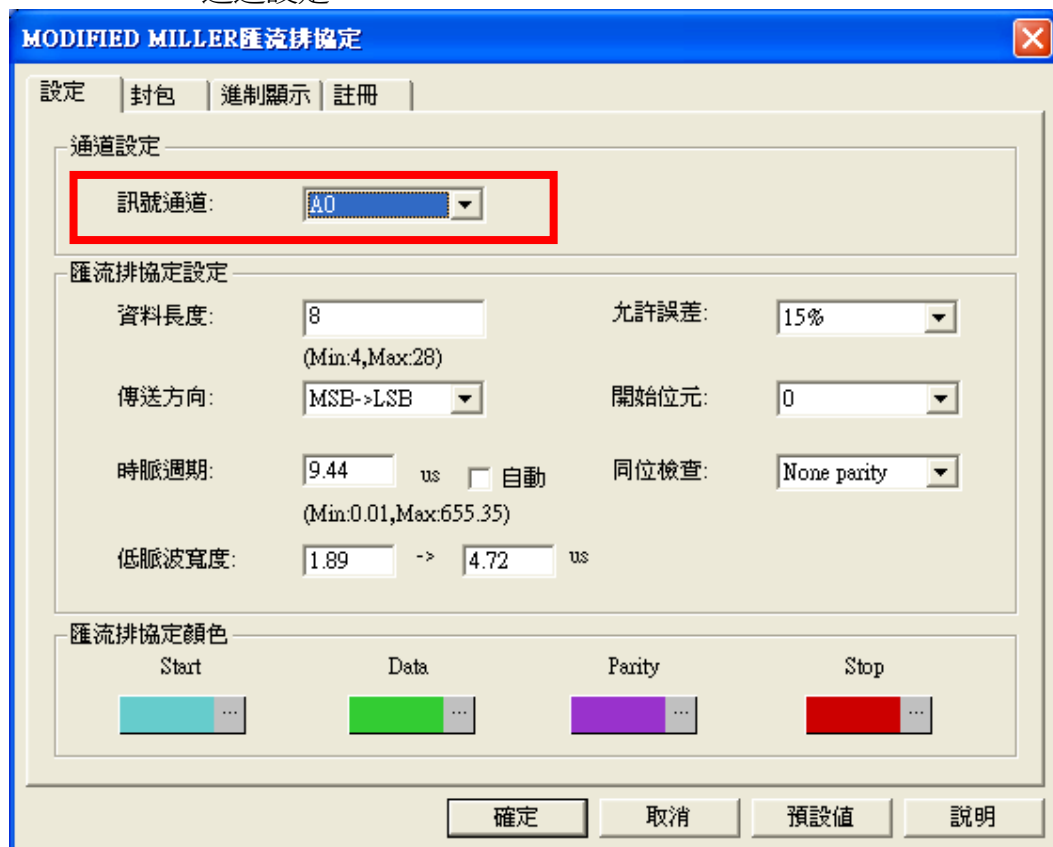 通道設定
MODIFIED MILLER匯流排協定
設定 封包 進制顯示 註冊
通道設定
訊號通道: A0
匯流排協定設定
資料長度: 8 允許誤差: 15%
(Min:4,Max:28)
傳送方向: MSB->LSB 開始位元: 0
時脈週期: 9.44 us 自動 同位檢查: None parity
(Min:0.01,Max:655.35)
低脈波寬度: 1.89 -> 4.72 us
匯流排協定顏色
Start Data Parity Stop
... ... ... ...
確定 取消 預設值 說明